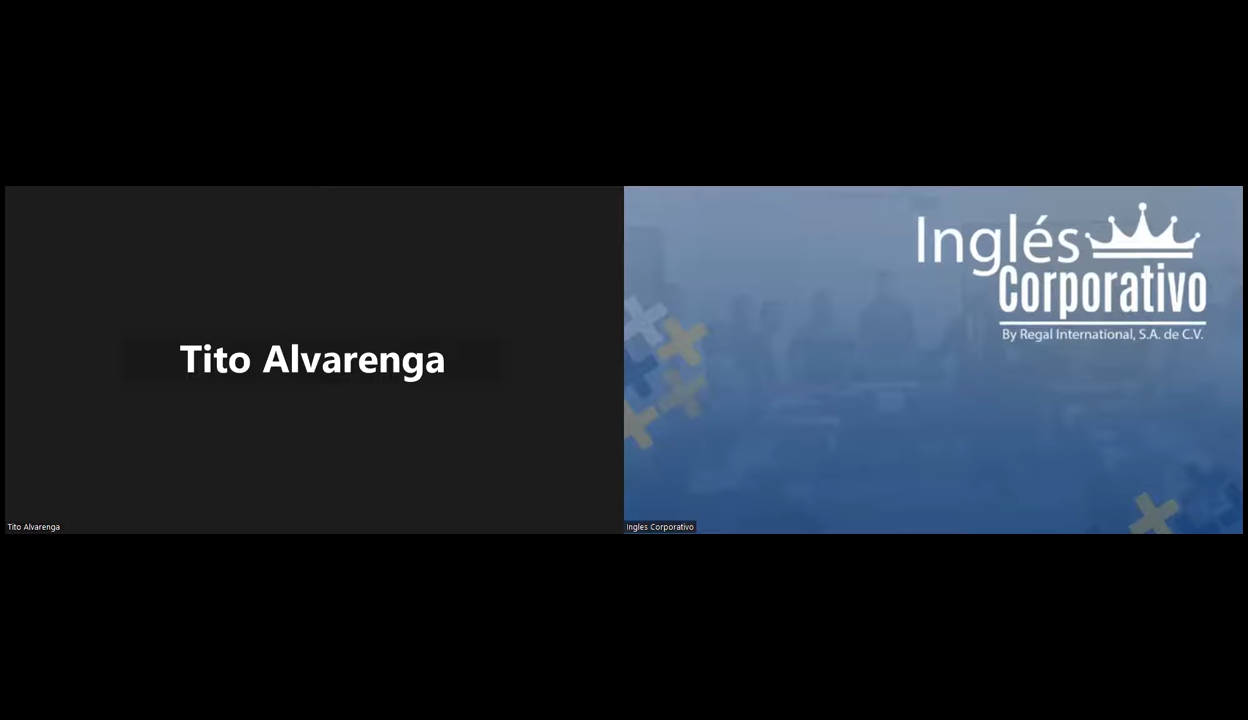 Tito Alvarenga
Inglés
Corporativo
By Regal International, S.A. de C.V.
Tito Alvarenga
Ingles Corporativo